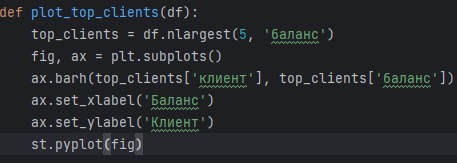 def plot_top_clients(df):
    top_clients = df.nlargest(5, 'баланс')
    fig, ax = plt.subplots()
    ax.barh(top_clients['клиент'], top_clients['баланс'])
    ax.set_xlabel('Баланс')
    ax.set_ylabel('Клиент')
    st.pyplot(fig)